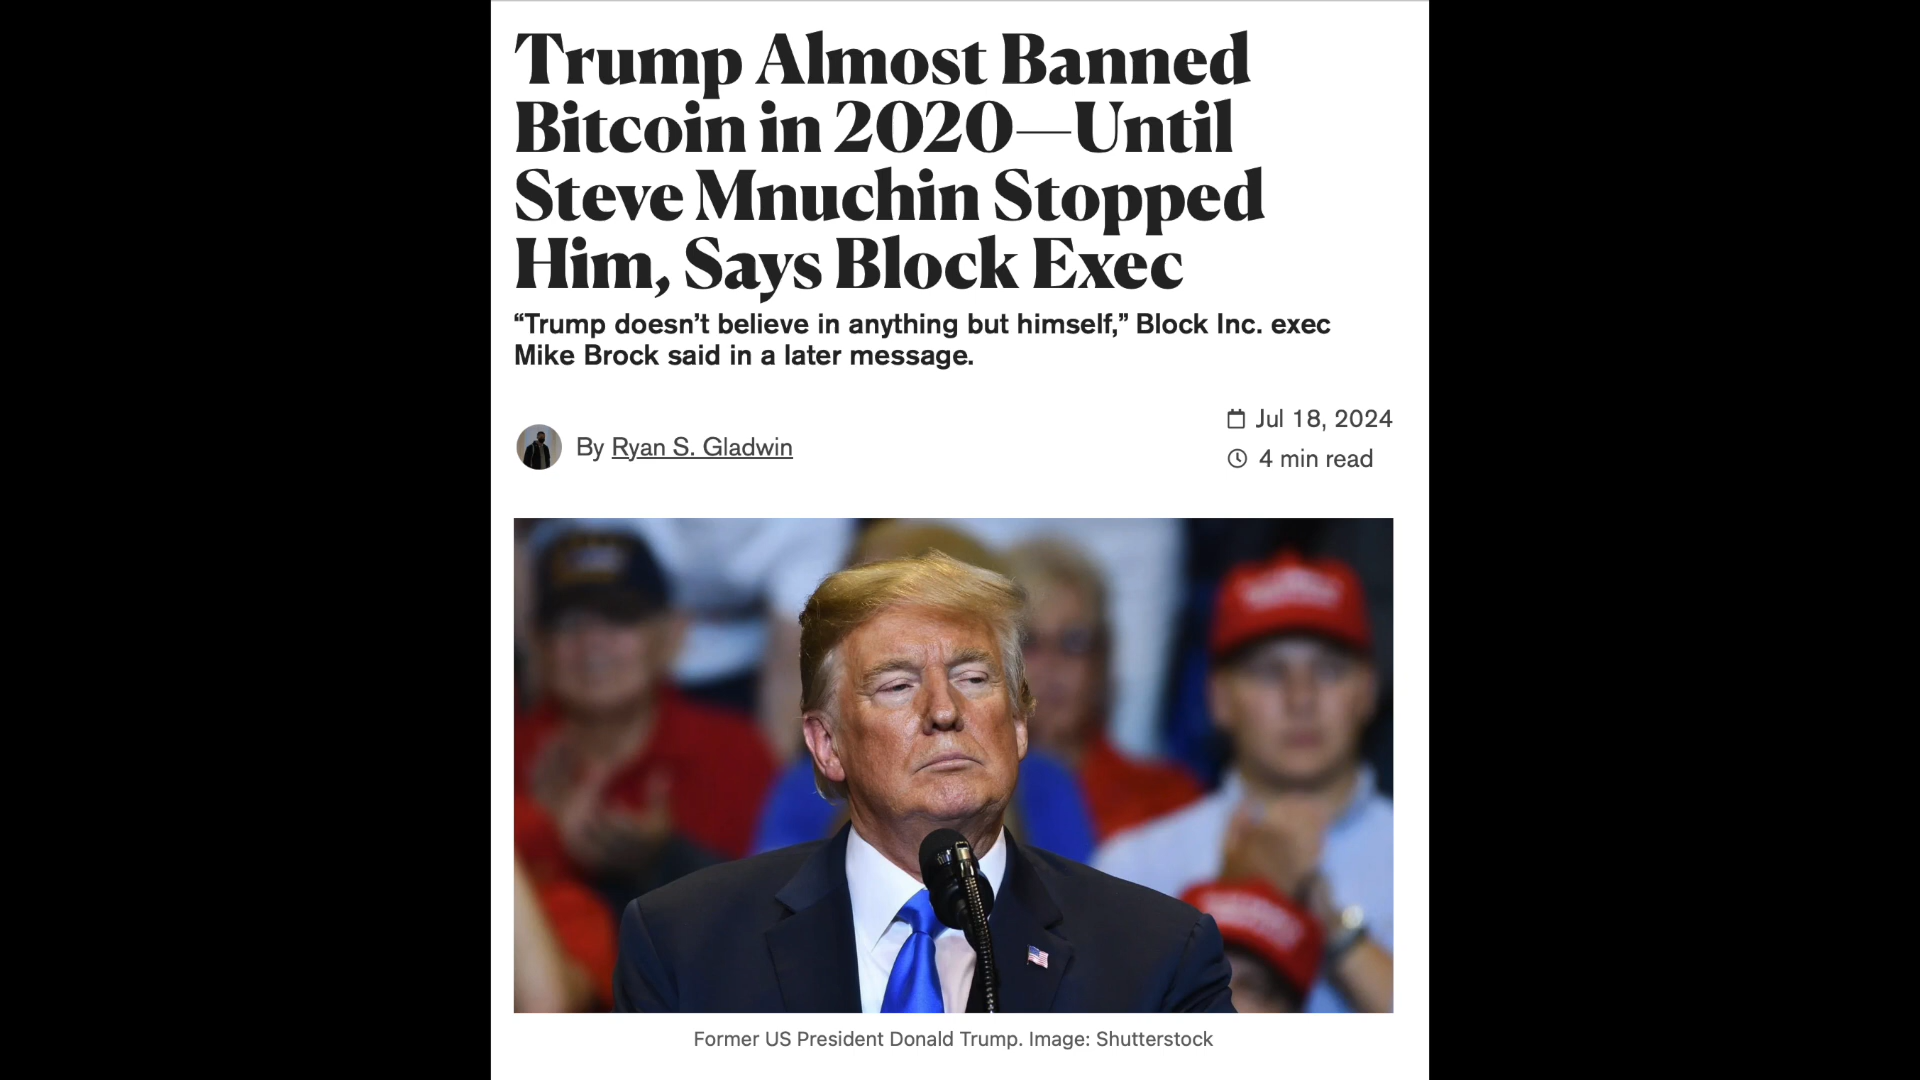 Trump Almost Banned
Bitcoin in 2020—Until
Steve Mnuchin Stopped
Him, Says Block Exec
“Trump doesn’t believe in anything but himself,” Block Inc. exec
Mike Brock said in a later message.
Jul 18, 2024
By Ryan S. Gladwin
4 min read
Former US President Donald Trump. Image: Shutterstock